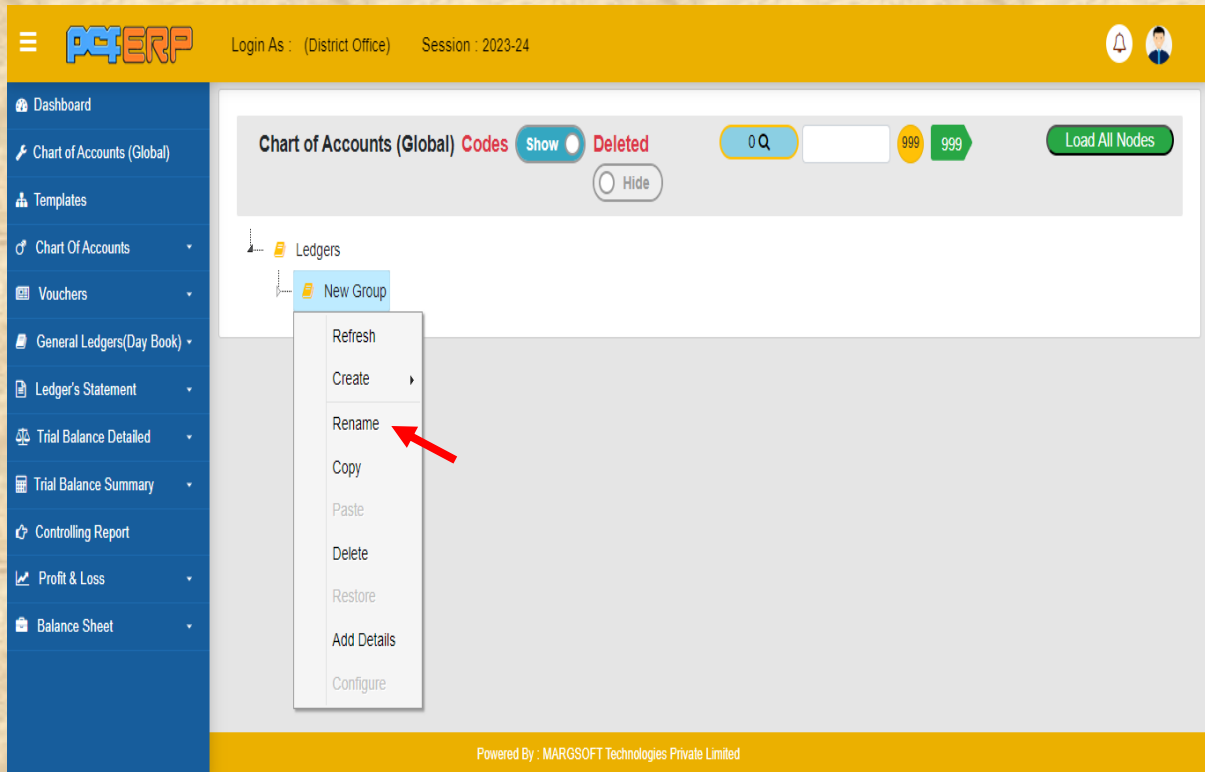 PCF ERP
Login As : (District Office) Session : 2023-24
Dashboard
Chart of Accounts (Global)
Templates
Chart Of Accounts
Vouchers
General Ledgers(Day Book)
Ledger's Statement
Trial Balance Detailed
Trial Balance Summary
Controlling Report
Profit & Loss
Balance Sheet
Chart of Accounts (Global) Codes Show Deleted
Hide
0
999
999
Load All Nodes
Ledgers
New Group
Refresh
Create
Rename
Copy
Paste
Delete
Restore
Add Details
Configure
Powered By : MARGSOFT Technologies Private Limited